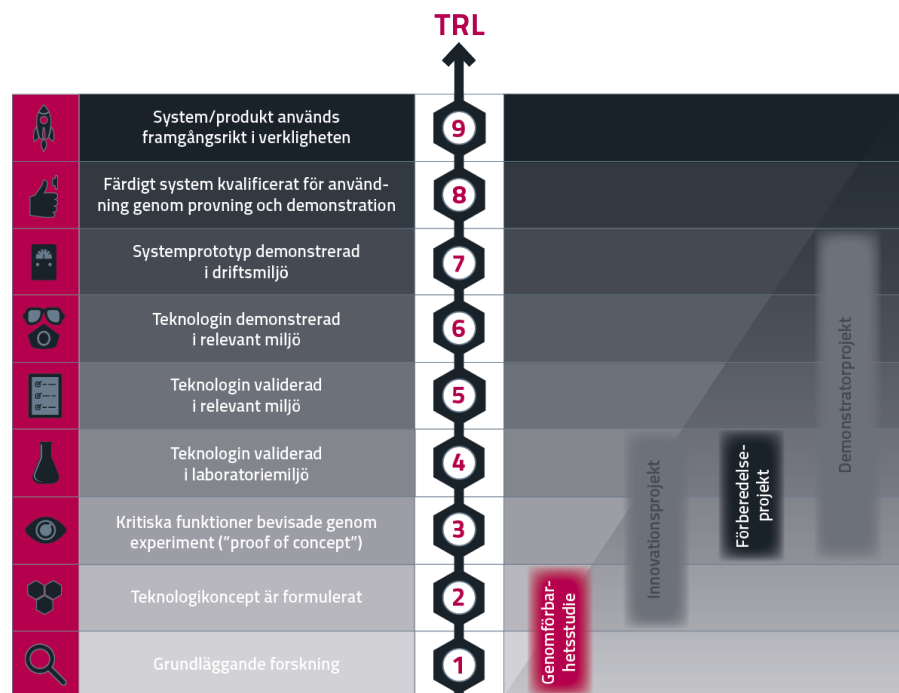 TRL
System/produkt används
framgångsrikt i verkligheten
9
Färdigt system kvalificerat för använd-
ning genom provning och demonstration
8
Systemprototyp demonstrerad
i driftsmiljö
7
Teknologin demonstrerad
i relevant miljö
6
Teknologin validerad
i relevant miljö
5
Teknologin validerad
i laboratoriemiljö
4
Kritiska funktioner bevisade genom
experiment (”proof of concept”)
3
Teknologikoncept är formulerat
2
Grundläggande forskning
1
Genomförbar-
hetsstudie
Innovationsprojekt
Förberedelse-
projekt
Demonstratorprojekt